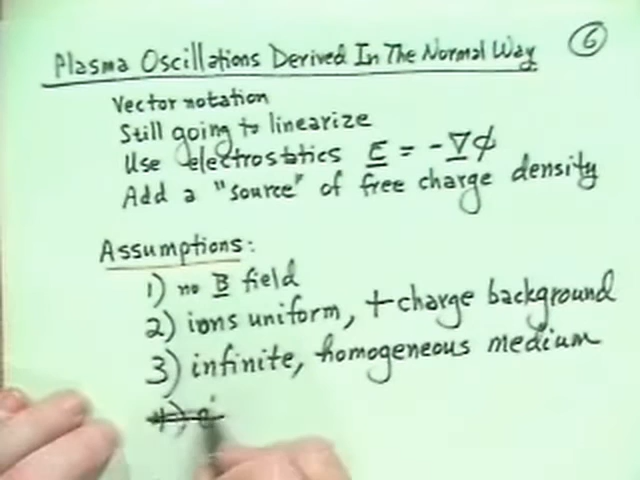 Plasma Oscillations Derived In The Normal Way 6
Vector notation
Still going to linearize
Use electrostatics E = -∇φ
Add a "source" of free charge density
Assumptions:
1) no B field
2) ions uniform, + charge background
3) infinite, homogeneous medium